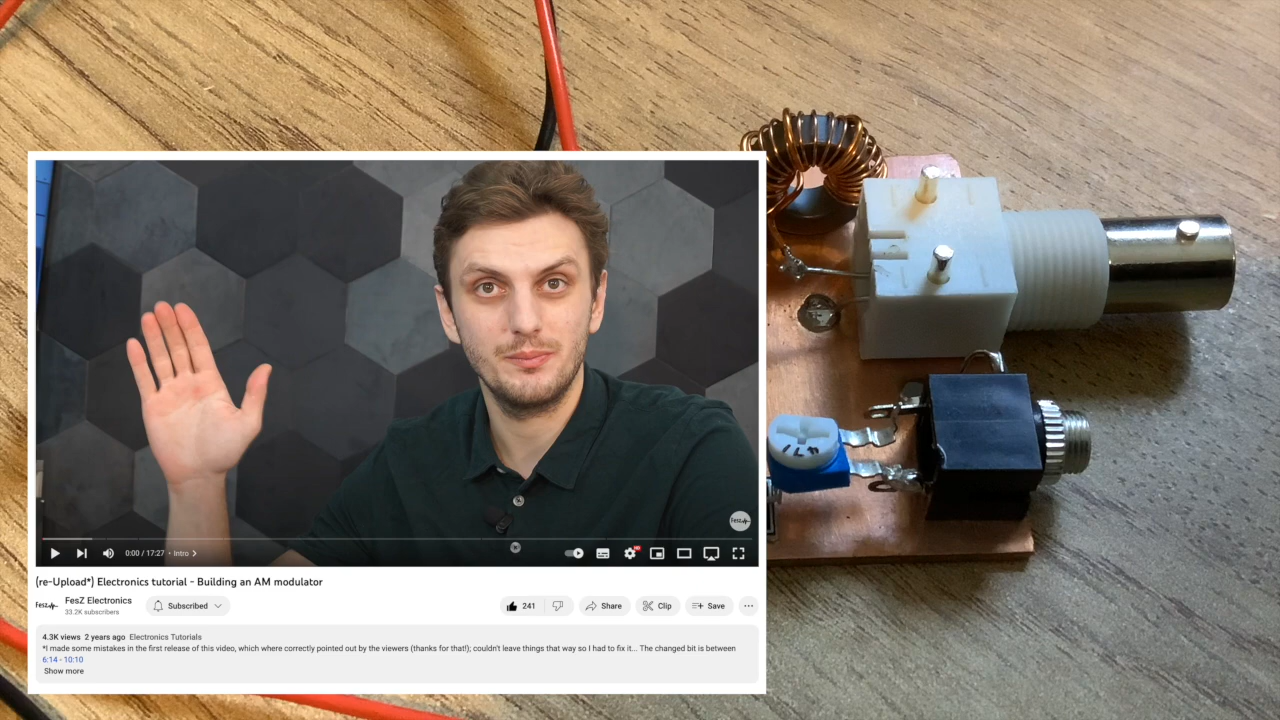 FesZ
0:00 / 17:27 • Intro
(re-Upload*) Electronics tutorial - Building an AM modulator
FesZ
FesZ Electronics
33.2K subscribers
Subscribed
241
Share
Clip
Save
4.3K views 2 years ago Electronics Tutorials
*I made some mistakes in the first release of this video, which where correctly pointed out by the viewers (thanks for that!); couldn't leave things that way so I had to fix it... The changed bit is between
6:14 - 10:10
Show more